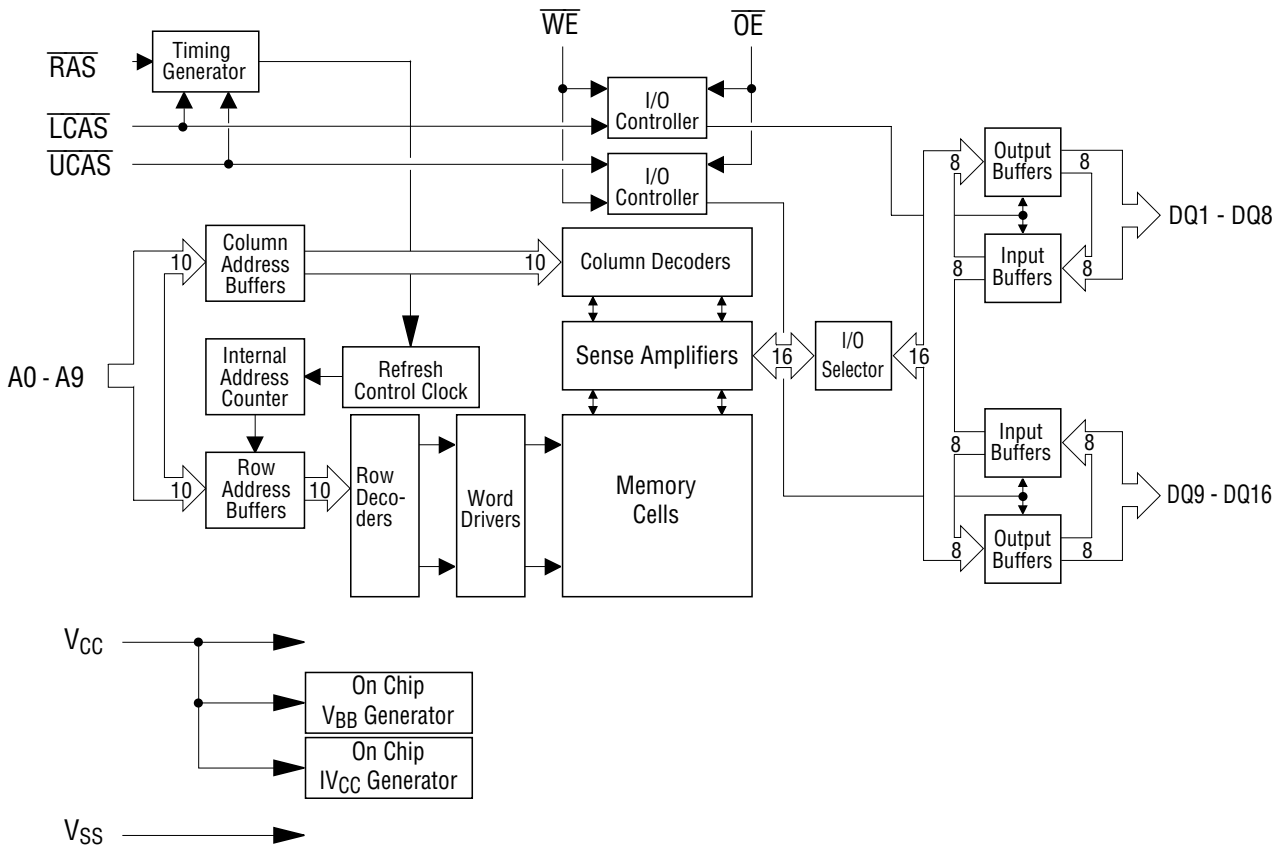 WE
OE
RAS
Timing
Generator
LCAS
UCAS
I/O
Controller
I/O
Controller
8
Output
Buffers
8
DQ1 - DQ8
8
Input
Buffers
8
10
Column
Address
Buffers
10
Column Decoders
A0 - A9
Internal
Address
Counter
Refresh
Control Clock
Sense Amplifiers
16
I/O
Selector
16
10
Row
Address
Buffers
10
Row
Deco-
ders
Word
Drivers
Memory
Cells
8
Input
Buffers
8
DQ9 - DQ16
8
Output
Buffers
8
VCC
On Chip
VBB Generator
On Chip
IVCC Generator
VSS